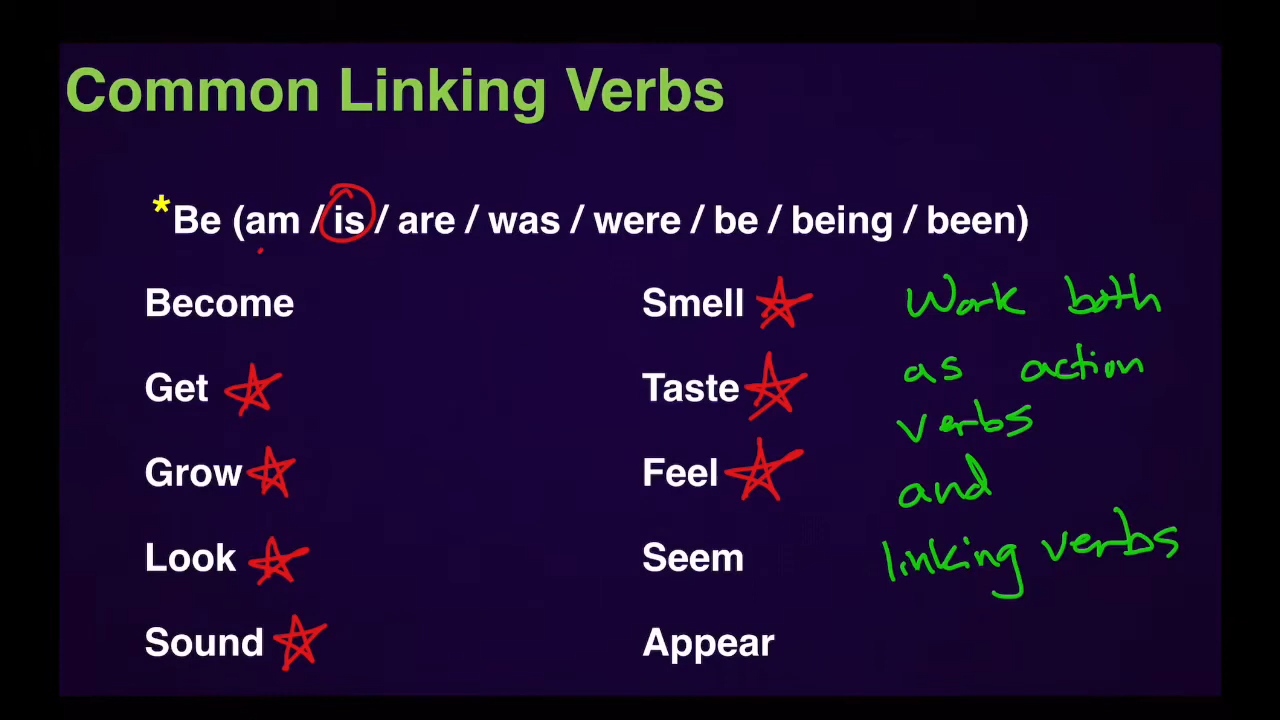 Common Linking Verbs
*Be (am / is / are / was / were / be / being / been)
Become
Get
Grow
Look
Sound
Smell
Taste
Feel
Seem
Appear
Work both
as action
verbs
and
linking verbs